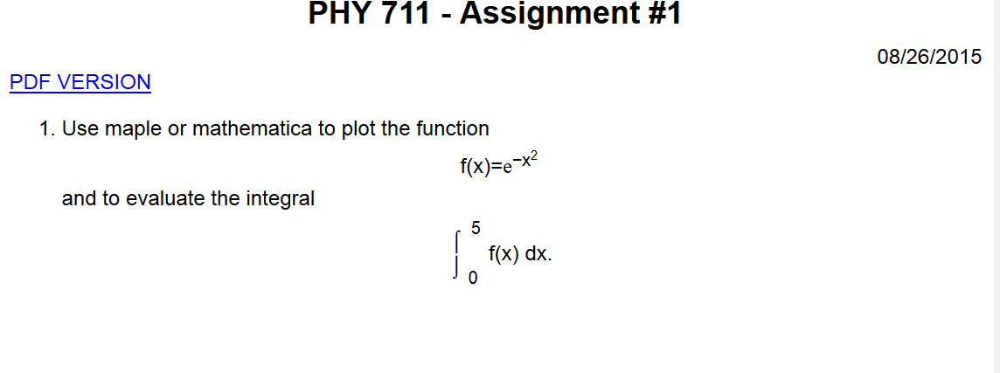 PHY 711 - Assignment #1
08/26/2015
PDF VERSION
1. Use maple or mathematica to plot the function
f(x)=e−x²
and to evaluate the integral
∫
5
0
f(x) dx.